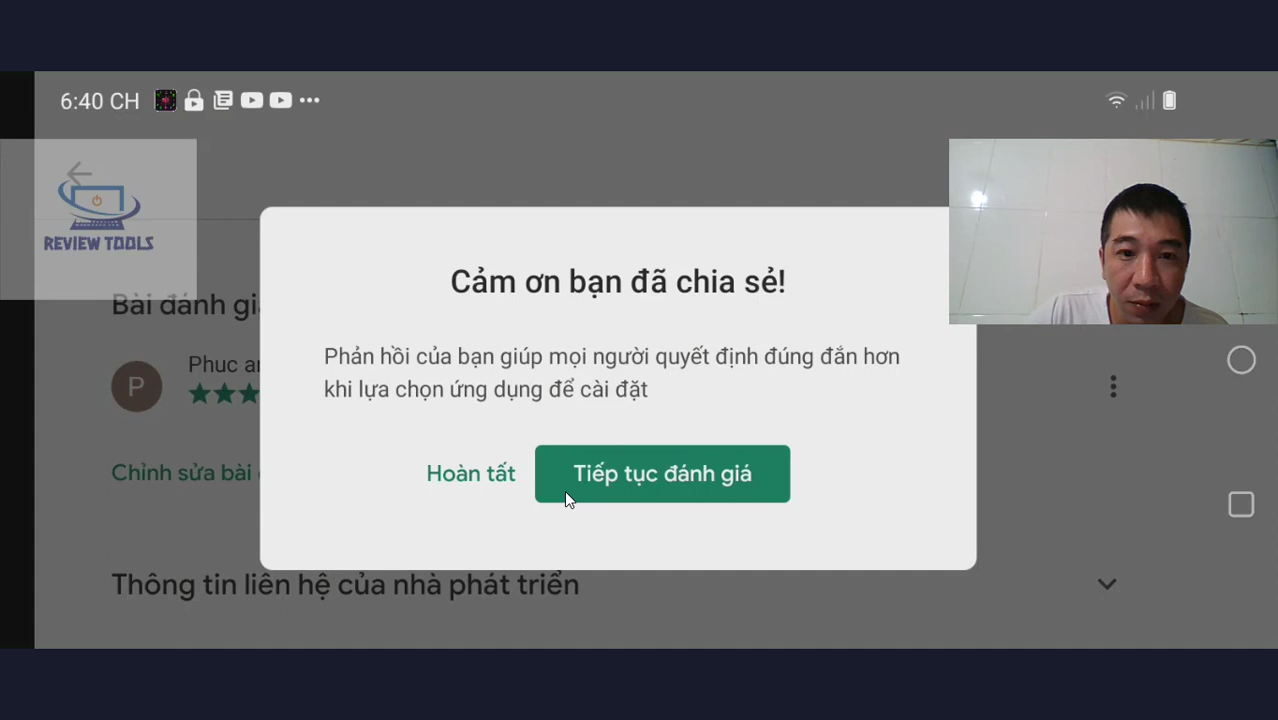 6:40 CH
REVIEW TOOLS
Cảm ơn bạn đã chia sẻ!
Bài đánh gi
Phản hồi của bạn giúp mọi người quyết định đúng đắn hơn
khi lựa chọn ứng dụng để cài đặt
Phuc a
P
Chỉnh sửa bài
Hoàn tất
Tiếp tục đánh giá
Thông tin liên hệ của nhà phát triển